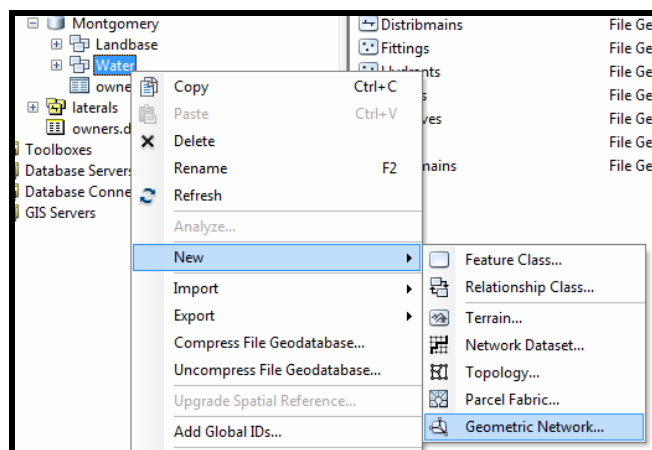 Montgomery
Landbase
Water
owne
laterals
owners.d
Toolboxes
Database Servers
Database Conne
GIS Servers
Copy Ctrl+C
Paste Ctrl+V
Delete
Rename F2
Refresh
Analyze...
New
Import
Export
Compress File Geodatabase...
Uncompress File Geodatabase...
Upgrade Spatial Reference...
Add Global IDs...
Distribmains File Ge
Fittings File Ge
Hydrants File Ge
s File Ge
ves File Ge
File Ge
mains File Ge
Feature Class...
Relationship Class...
Terrain...
Network Dataset...
Topology...
Parcel Fabric...
Geometric Network...